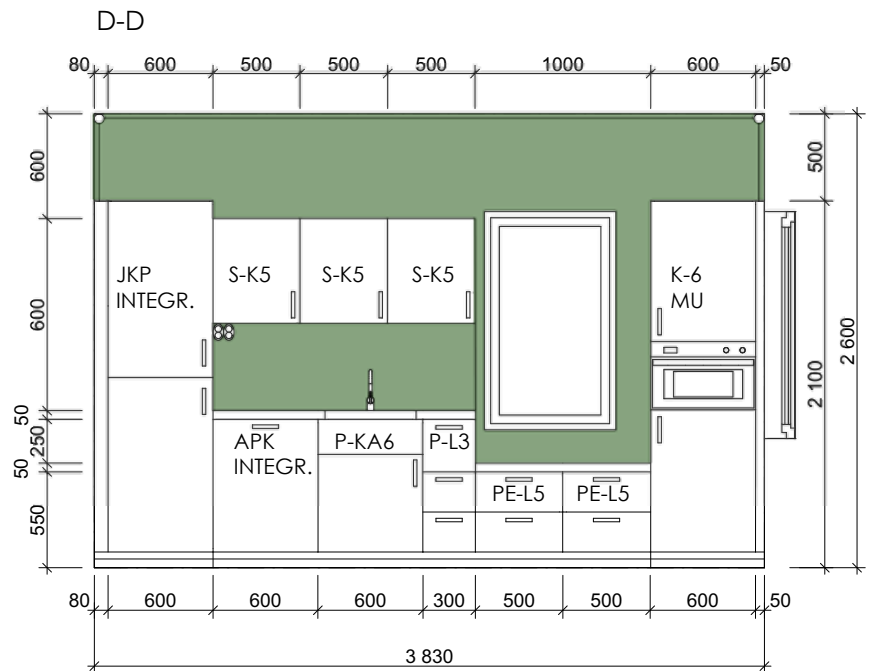 D-D
80 600 500 500 500 1000 600 50
600
500
JKP
INTEGR.
S-K5
S-K5
S-K5
K-6
MU
600
2 600
2 100
50
250
50
550
APK
INTEGR.
P-KA6
P-L3
PE-L5
PE-L5
80 600 600 600 300 500 500 600 50
3 830